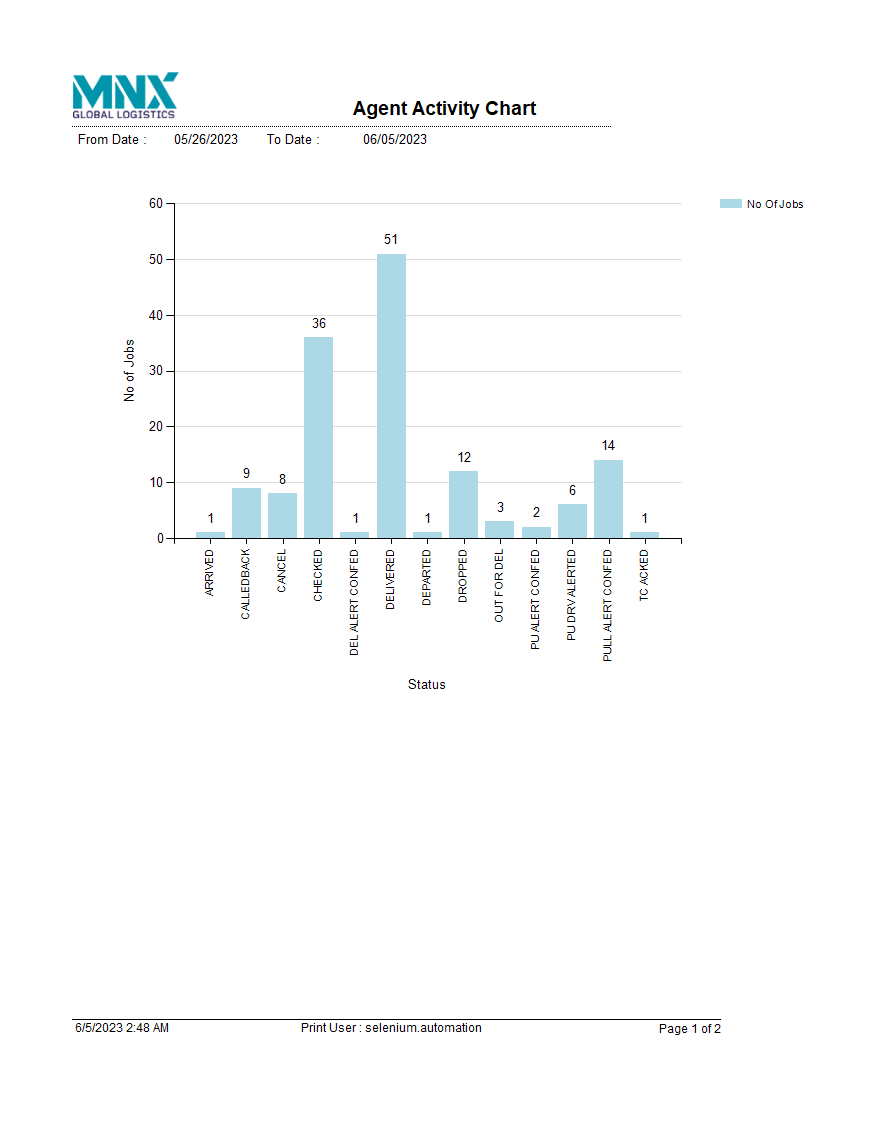 MNX
GLOBAL LOGISTICS
Agent Activity Chart
From Date : 05/26/2023 To Date : 06/05/2023
No Of Jobs
60
50
40
30
20
10
0
No of Jobs
1
9
8
36
1
51
1
12
3
2
6
14
1
ARRIVED
CALLEDBACK
CANCEL
CHECKED
DEL ALERT CONFED
DELIVERED
DEPARTED
DROPPED
OUT FOR DEL
PU ALERT CONFED
PU DRV ALERTED
PULL ALERT CONFED
TC ACKED
Status
6/5/2023 2:48 AM Print User : selenium.automation Page 1 of 2